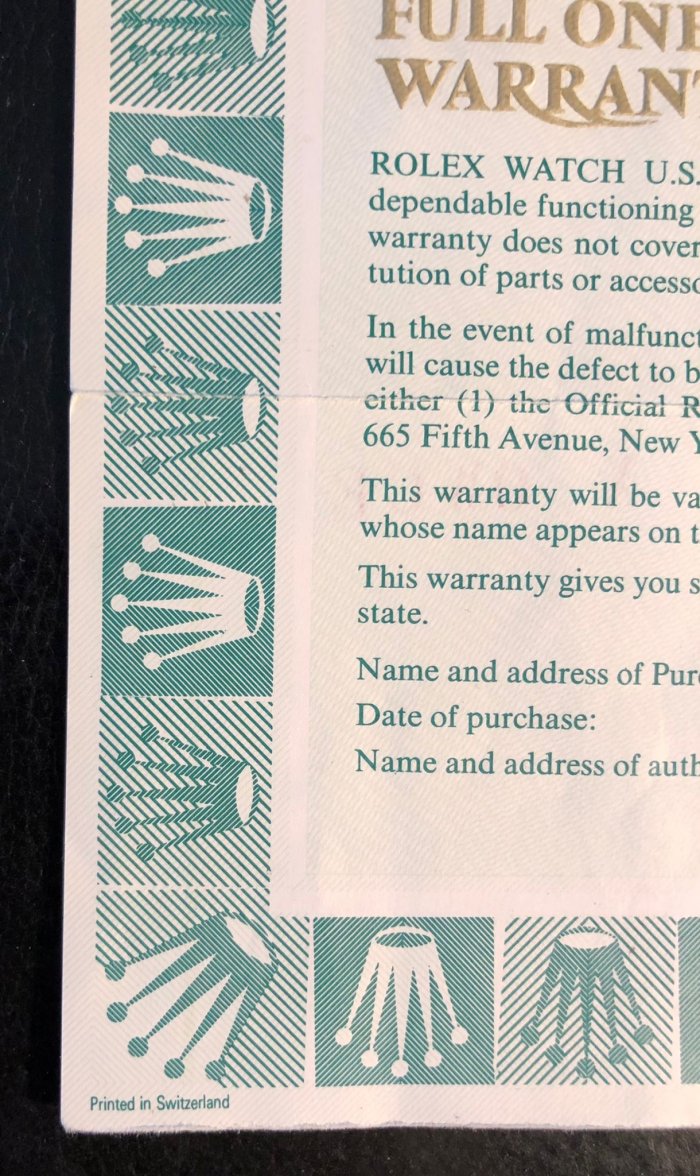 FULL ONE
WARRANT
ROLEX WATCH U.S.
dependable functioning
warranty does not cover
tution of parts or accesso
In the event of malfunct
will cause the defect to b
either (1) the Official R
665 Fifth Avenue, New Y
This warranty will be va
whose name appears on t
This warranty gives you s
state.
Name and address of Pur
Date of purchase:
Name and address of auth
Printed in Switzerland